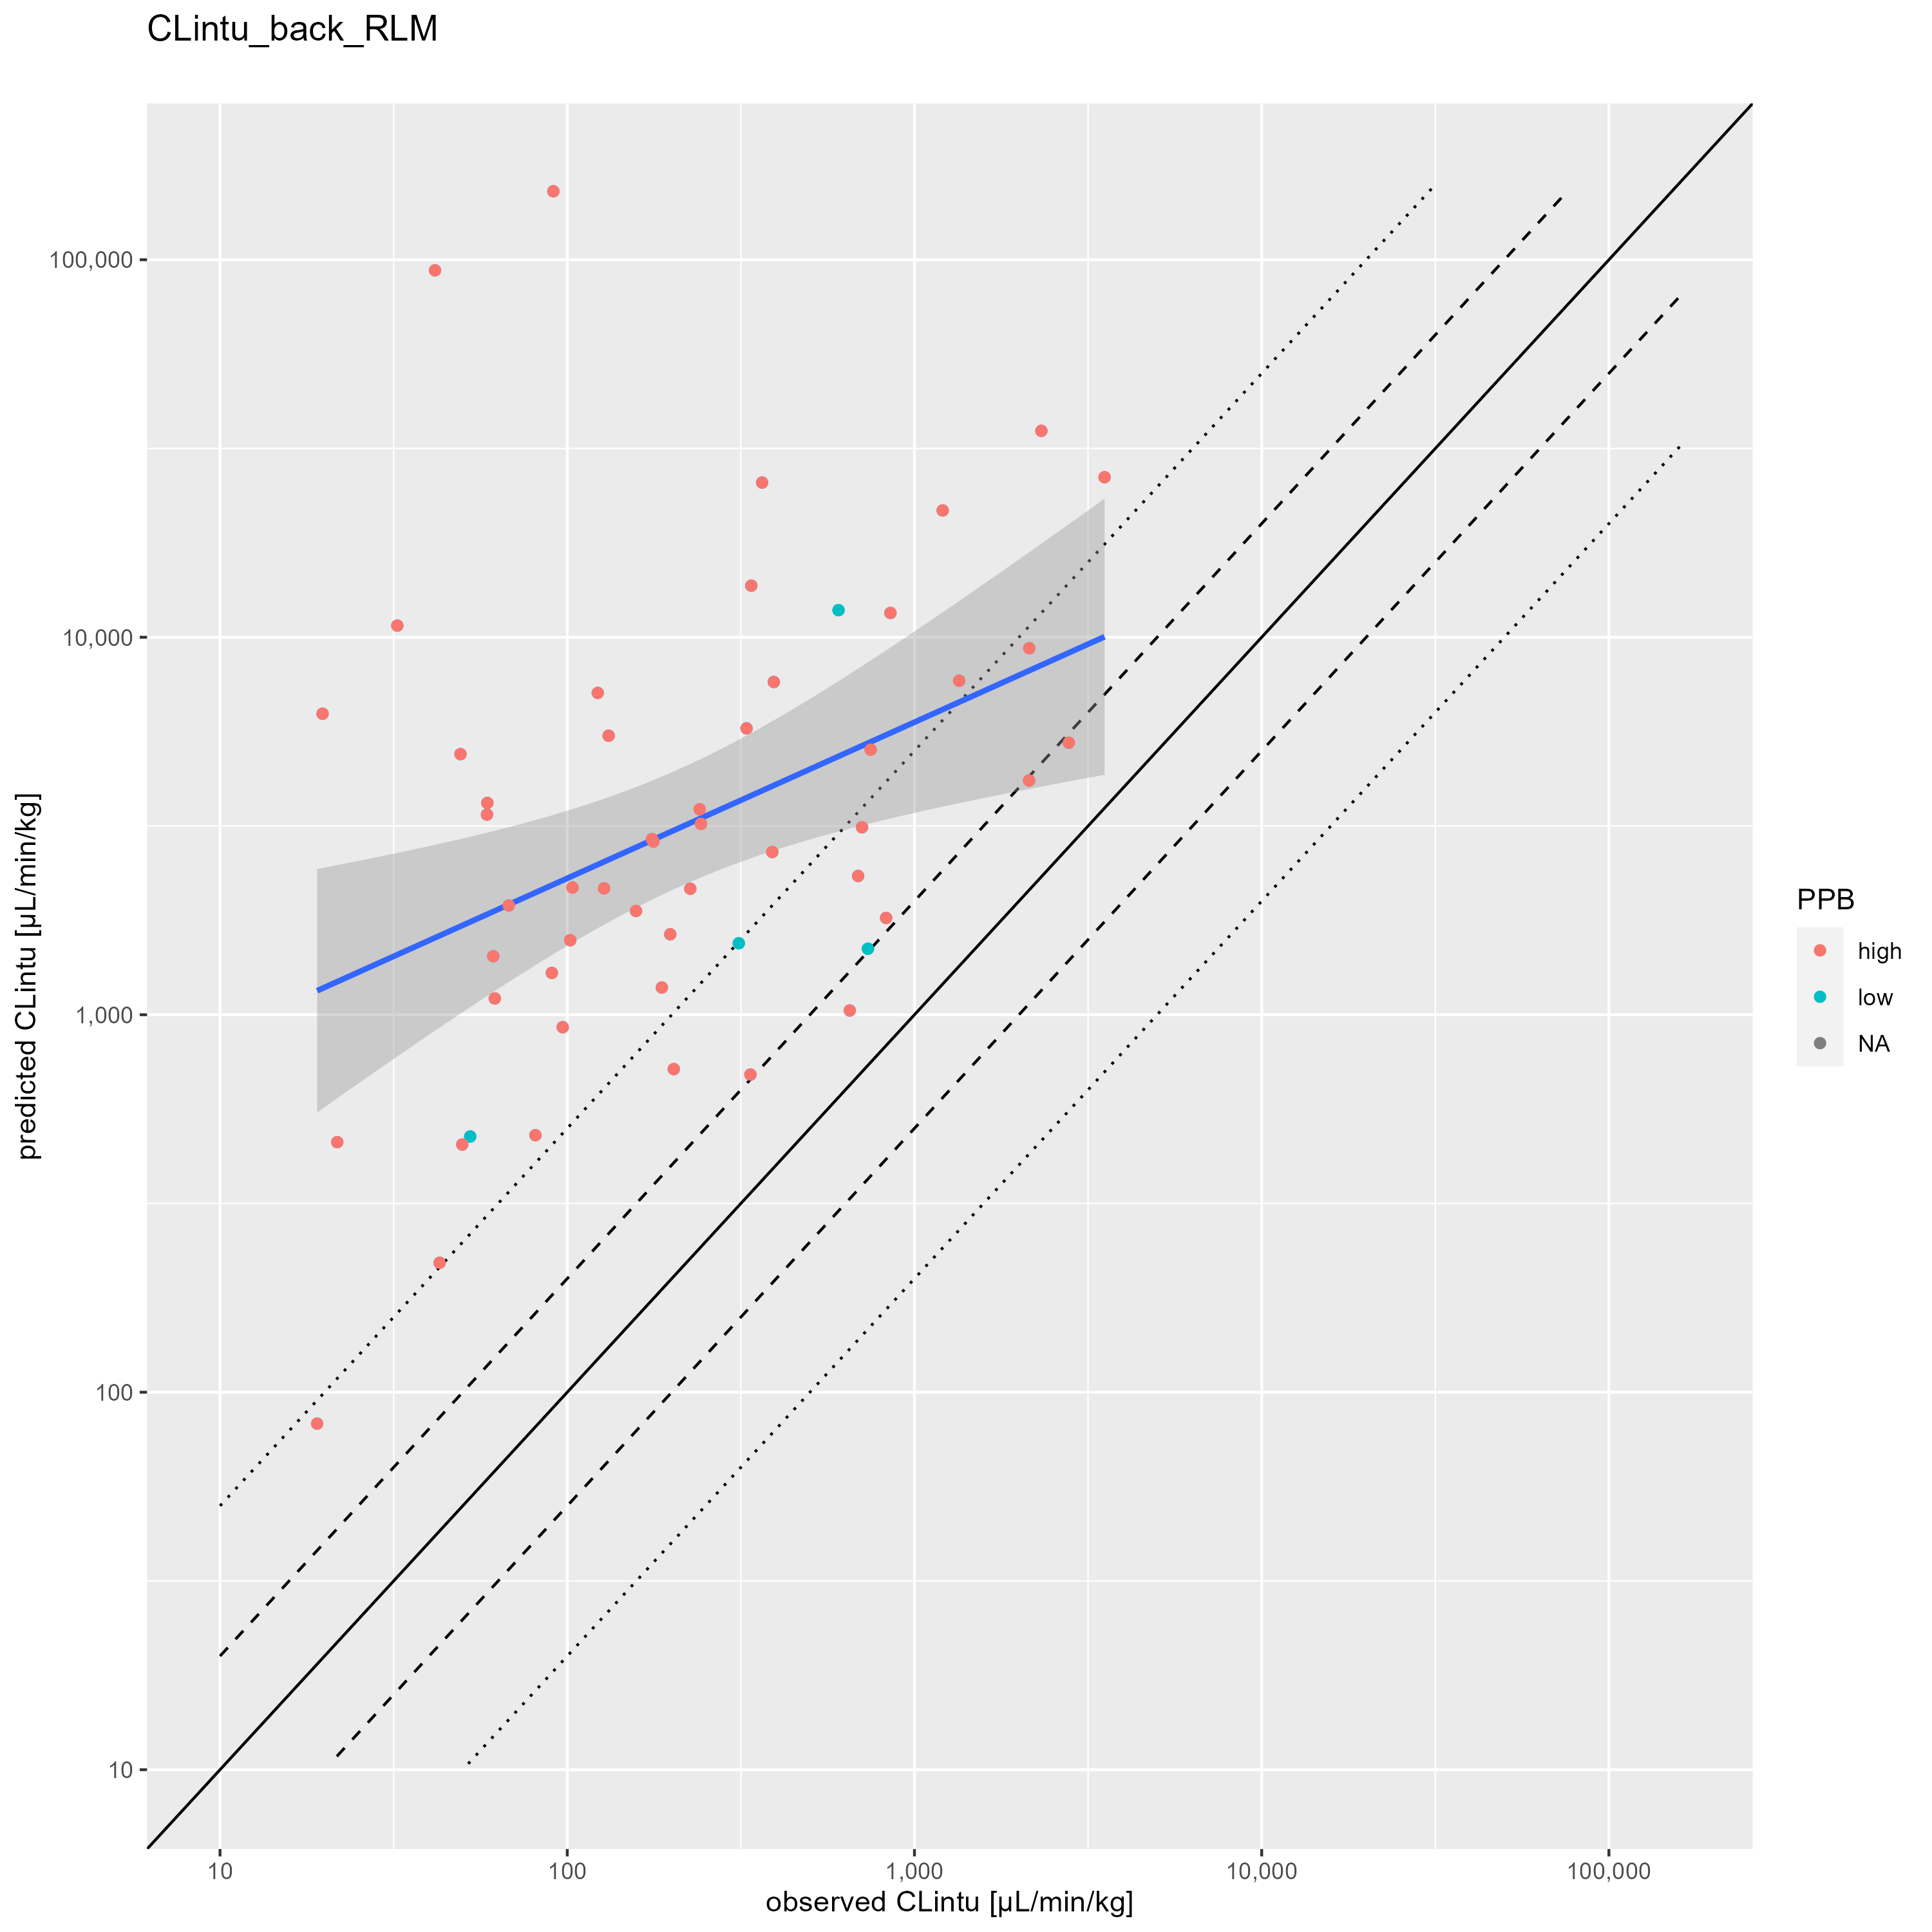 CLintu_back_RLM
predicted CLintu [µL/min/kg]
100,000
10,000
1,000
100
10
10
100
1,000
10,000
100,000
observed CLintu [µL/min/kg]
PPB
high
low
NA